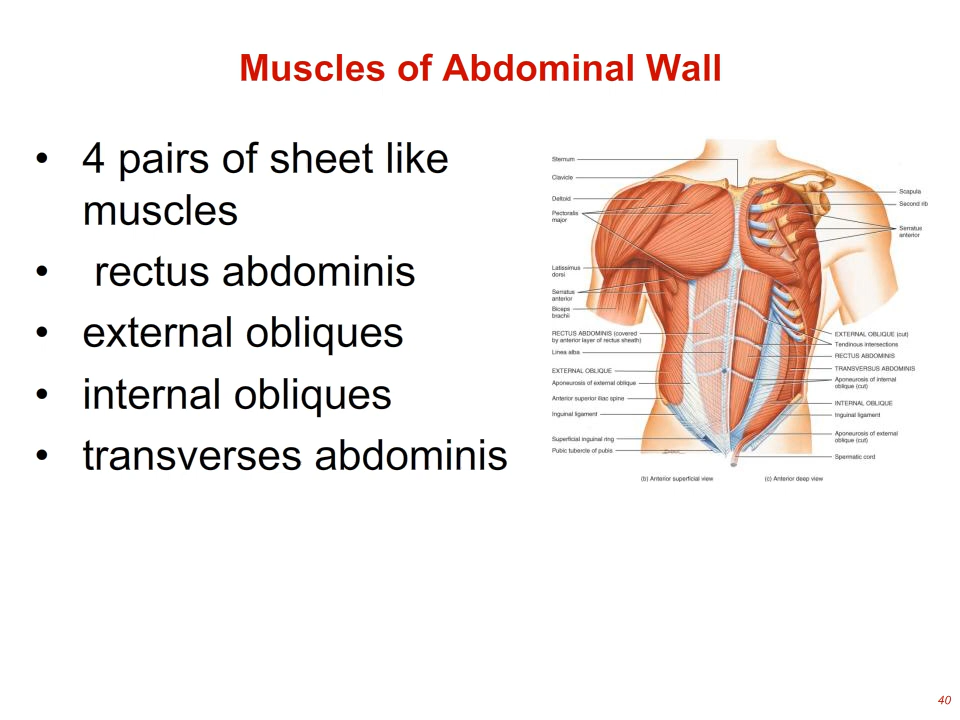 Muscles of Abdominal Wall
• 4 pairs of sheet like
muscles
• rectus abdominis
• external obliques
• internal obliques
• transverses abdominis
Sternum
Clavicle
Deltoid
Pectoralis
major
Latissimus
dorsi
Serratus
anterior
Biceps
brachii
RECTUS ABDOMINIS (covered
by anterior layer of rectus sheath)
Linea alba
EXTERNAL OBLIQUE
Aponeurosis of external oblique
Anterior superior iliac spine
Inguinal ligament
Superficial inguinal ring
Pubic tubercle of pubis
Scapula
Second rib
Serratus
anterior
EXTERNAL OBLIQUE (cut)
Tendinous intersections
RECTUS ABDOMINIS
TRANSVERSUS ABDOMINIS
Aponeurosis of internal
oblique (cut)
INTERNAL OBLIQUE
Inguinal ligament
Aponeurosis of external
oblique (cut)
Spermatic cord
(b) Anterior superficial view
(c) Anterior deep view
40